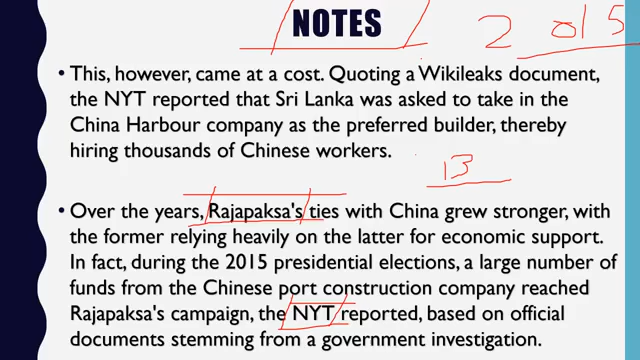 NOTES
2015
• This, however, came at a cost. Quoting a Wikileaks document,
the NYT reported that Sri Lanka was asked to take in the
China Harbour company as the preferred builder, thereby
hiring thousands of Chinese workers.
13
• Over the years, Rajapaksa's ties with China grew stronger, with
the former relying heavily on the latter for economic support.
In fact, during the 2015 presidential elections, a large number of
funds from the Chinese port construction company reached
Rajapaksa's campaign, the NYT reported, based on official
documents stemming from a government investigation.